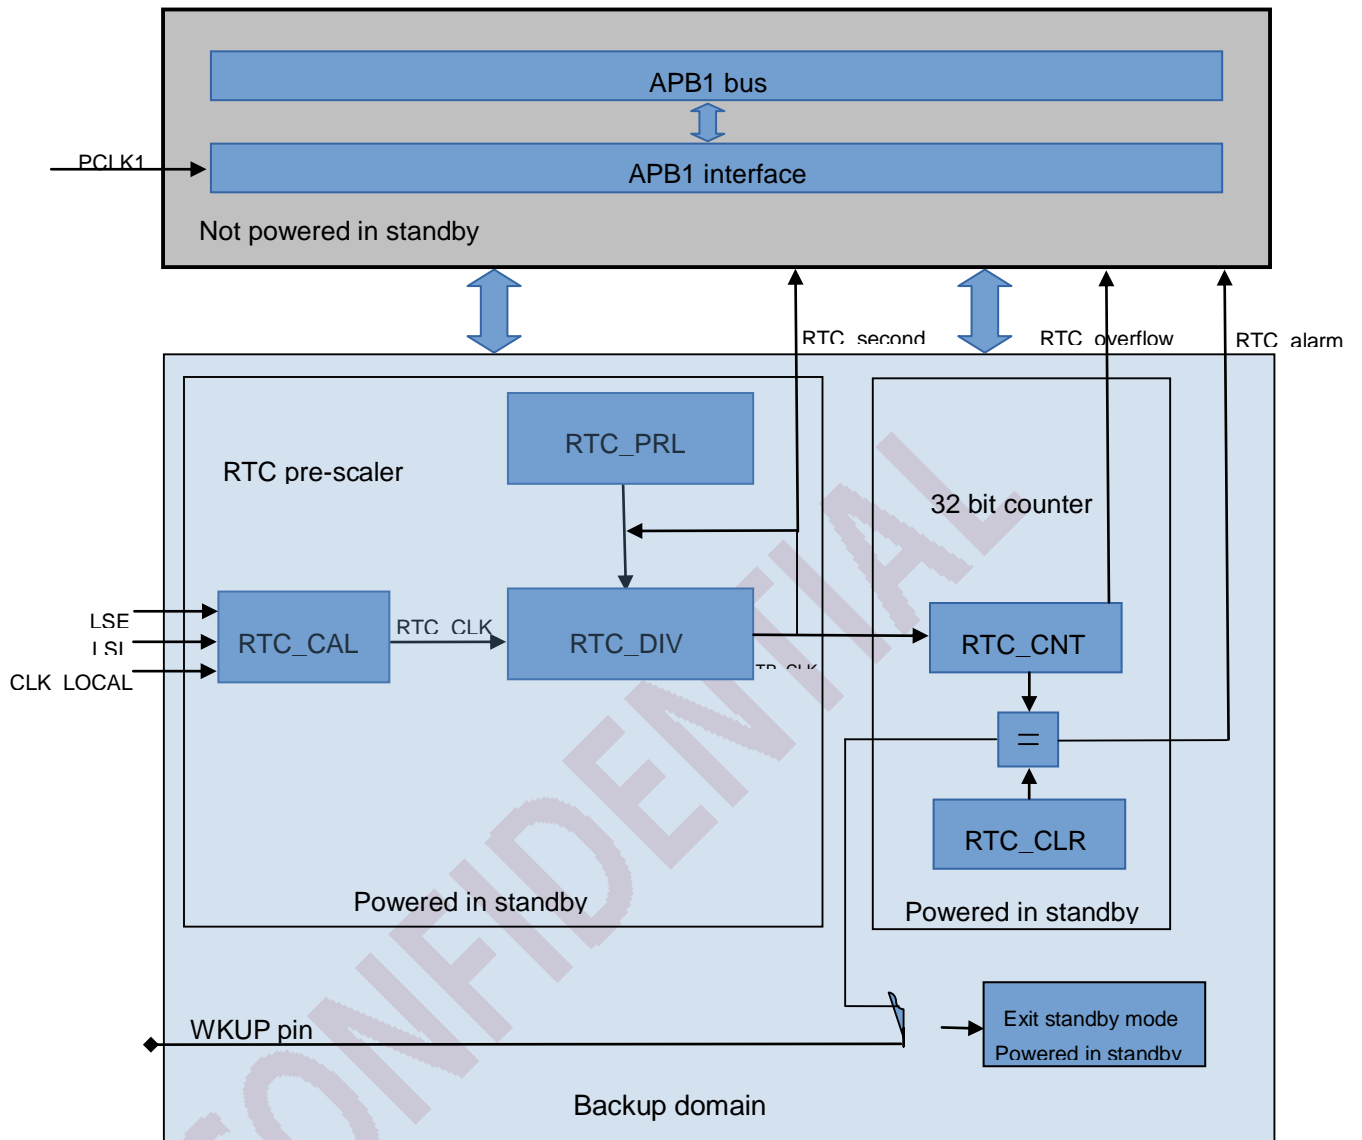 APB1 bus
PCLK1
APB1 interface
Not powered in standby
RTC_second
RTC_overflow
RTC_alarm
RTC_PRL
RTC pre-scaler
32 bit counter
LSE
LSI
CLK_LOCAL
RTC_CAL
RTC_CLK
RTC_DIV
TR_CLK
RTC_CNT
=
RTC_CLR
Powered in standby
Powered in standby
WKUP pin
Exit standby mode
Powered in standby
Backup domain
CONFIDENTIAL